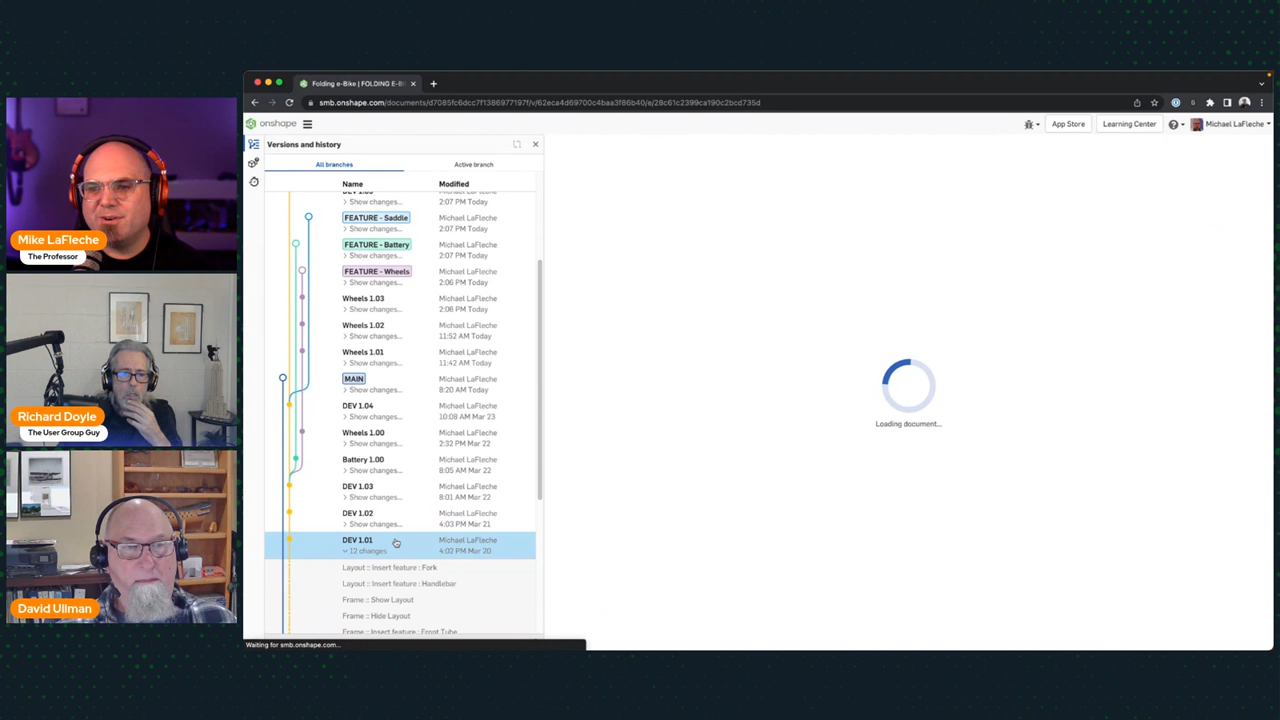 Mike LaFleche
The Professor
Richard Doyle
The User Group Guy
David Ullman
Folding e-Bike | FOLDING E-B
smb.onshape.com/documents/d7085fc6dcc7f1386977197f/v/62eca4d69700c4baa3f86b40/e/28c61c2399ca190c2bcd735d
onshape
App Store
Learning Center
Michael LaFleche
Versions and history
All branches
Active branch
Name Modified
Michael LaFleche
Show changes... 2:07 PM Today
FEATURE - Saddle Michael LaFleche
Show changes... 2:07 PM Today
FEATURE - Battery Michael LaFleche
Show changes... 2:07 PM Today
FEATURE - Wheels Michael LaFleche
Show changes... 2:06 PM Today
Wheels 1.03 Michael LaFleche
Show changes... 2:06 PM Today
Wheels 1.02 Michael LaFleche
Show changes... 11:52 AM Today
Wheels 1.01 Michael LaFleche
Show changes... 11:42 AM Today
MAIN Michael LaFleche
Show changes... 8:20 AM Today
DEV 1.04 Michael LaFleche
Show changes... 10:08 AM Mar 23
Wheels 1.00 Michael LaFleche
Show changes... 2:32 PM Mar 22
Battery 1.00 Michael LaFleche
Show changes... 8:05 AM Mar 22
DEV 1.03 Michael LaFleche
Show changes... 8:01 AM Mar 22
DEV 1.02 Michael LaFleche
Show changes... 4:03 PM Mar 21
DEV 1.01 Michael LaFleche
12 changes 4:02 PM Mar 20
Layout :: Insert feature : Fork
Layout :: Insert feature : Handlebar
Frame :: Show Layout
Frame :: Hide Layout
Frame :: Insert feature : Front Tube
Waiting for smb.onshape.com...
Loading document...